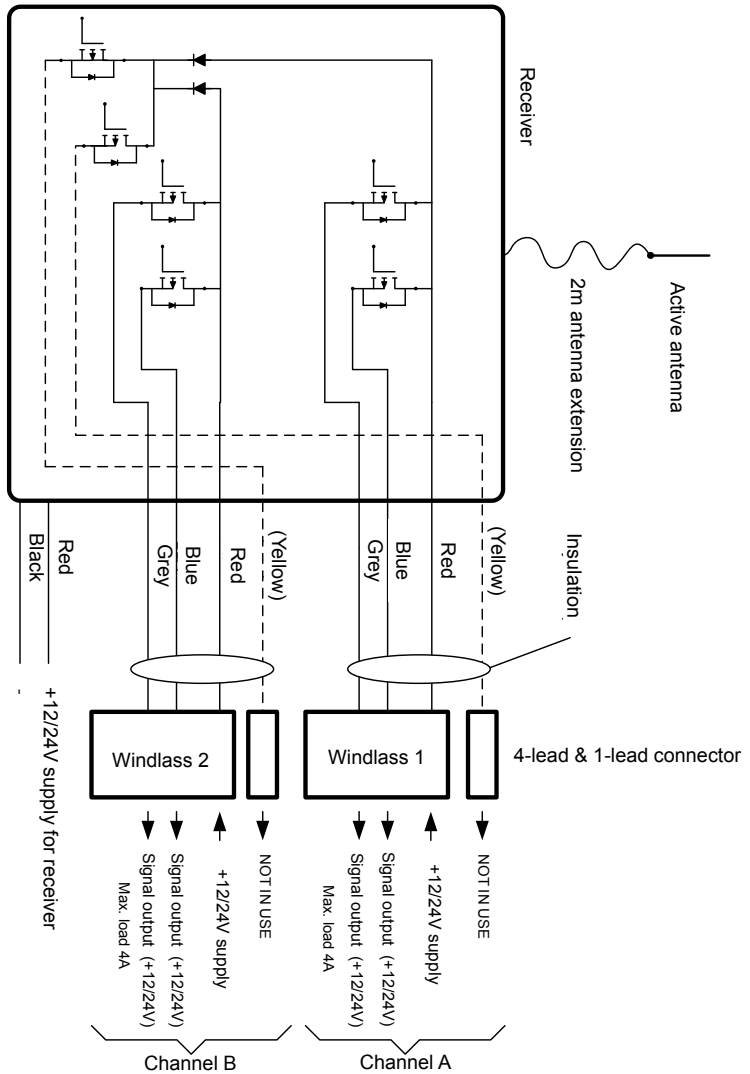 Receiver
Active antenna
2m antenna extension
Insulation
(Yellow)
Red
Blue
Grey
(Yellow)
Red
Blue
Grey
Red
Black
4-lead & 1-lead connector
Windlass 1
Windlass 2
NOT IN USE
+12/24V supply
Signal output (+12/24V)
Signal output (+12/24V)
Max. load 4A
NOT IN USE
+12/24V supply
Signal output (+12/24V)
Signal output (+12/24V)
Max. load 4A
+12/24V supply for receiver
-
Channel A
Channel B